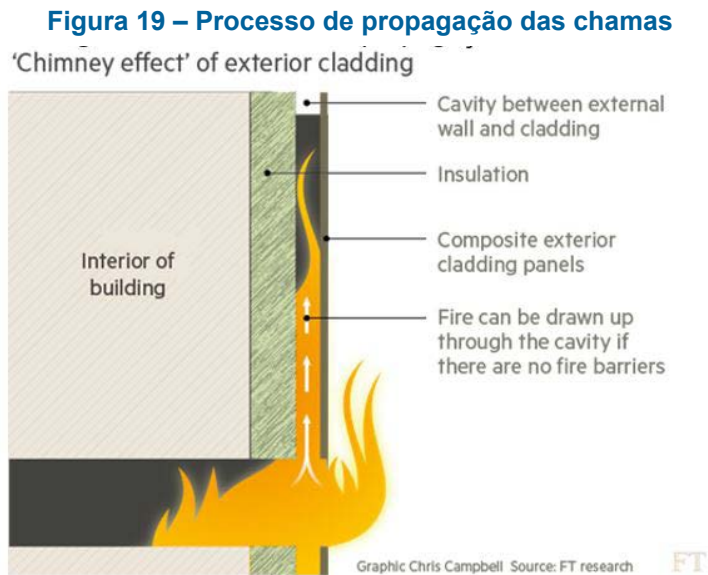 Figura 19 – Processo de propagação das chamas
‘Chimney effect’ of exterior cladding
Cavity between external
wall and cladding
Insulation
Composite exterior
cladding panels
Interior of
building
Fire can be drawn up
through the cavity if
there are no fire barriers
Graphic Chris Campbell Source: FT research
FT